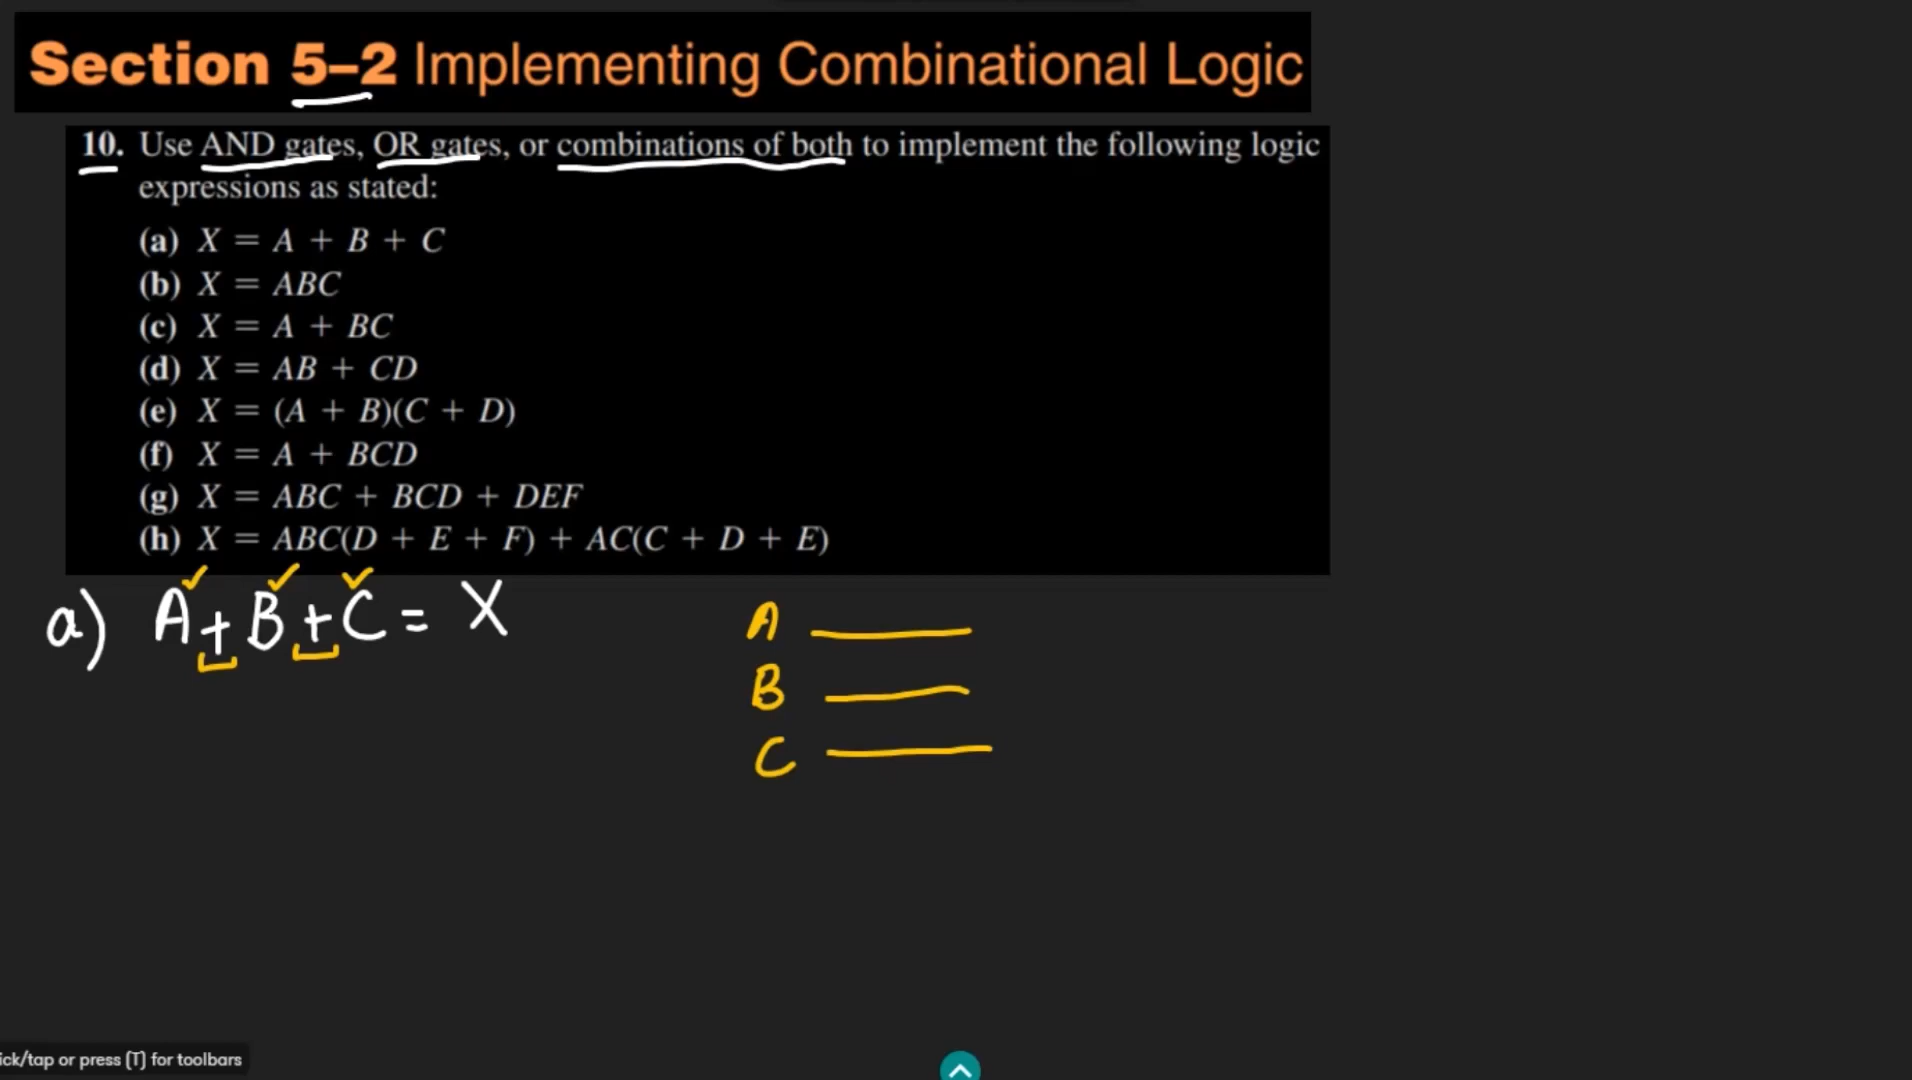 Section 5–2 Implementing Combinational Logic
10. Use AND gates, OR gates, or combinations of both to implement the following logic
expressions as stated:
(a) X = A + B + C
(b) X = ABC
(c) X = A + BC
(d) X = AB + CD
(e) X = (A + B)(C + D)
(f) X = A + BCD
(g) X = ABC + BCD + DEF
(h) X = ABC(D + E + F) + AC(C + D + E)
a) A+B+C = X
A
B
C
ick/tap or press (T) for toolbars